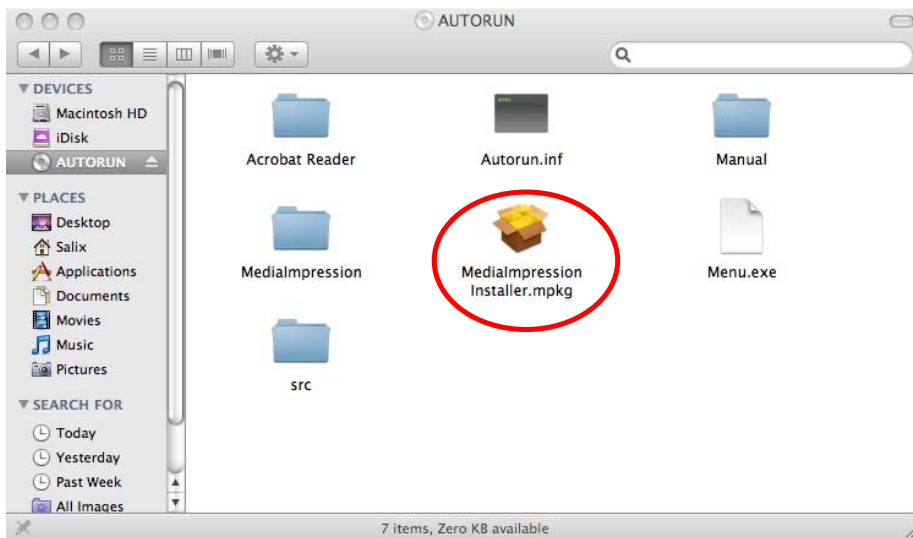 AUTORUN
DEVICES
Macintosh HD
iDisk
AUTORUN
PLACES
Desktop
Salix
Applications
Documents
Movies
Music
Pictures
SEARCH FOR
Today
Yesterday
Past Week
All Images
Acrobat Reader
Autorun.inf
Manual
MediaImpression
MediaImpression
Installer.mpkg
Menu.exe
src
7 items, Zero KB available